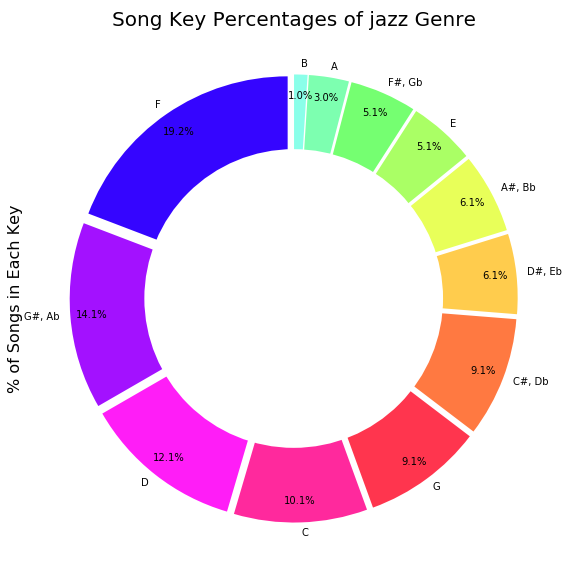 Song Key Percentages of jazz Genre
% of Songs in Each Key
B
1.0%
A
3.0%
F#, Gb
5.1%
E
5.1%
A#, Bb
6.1%
D#, Eb
6.1%
C#, Db
9.1%
G
9.1%
C
10.1%
D
12.1%
G#, Ab
14.1%
F
19.2%